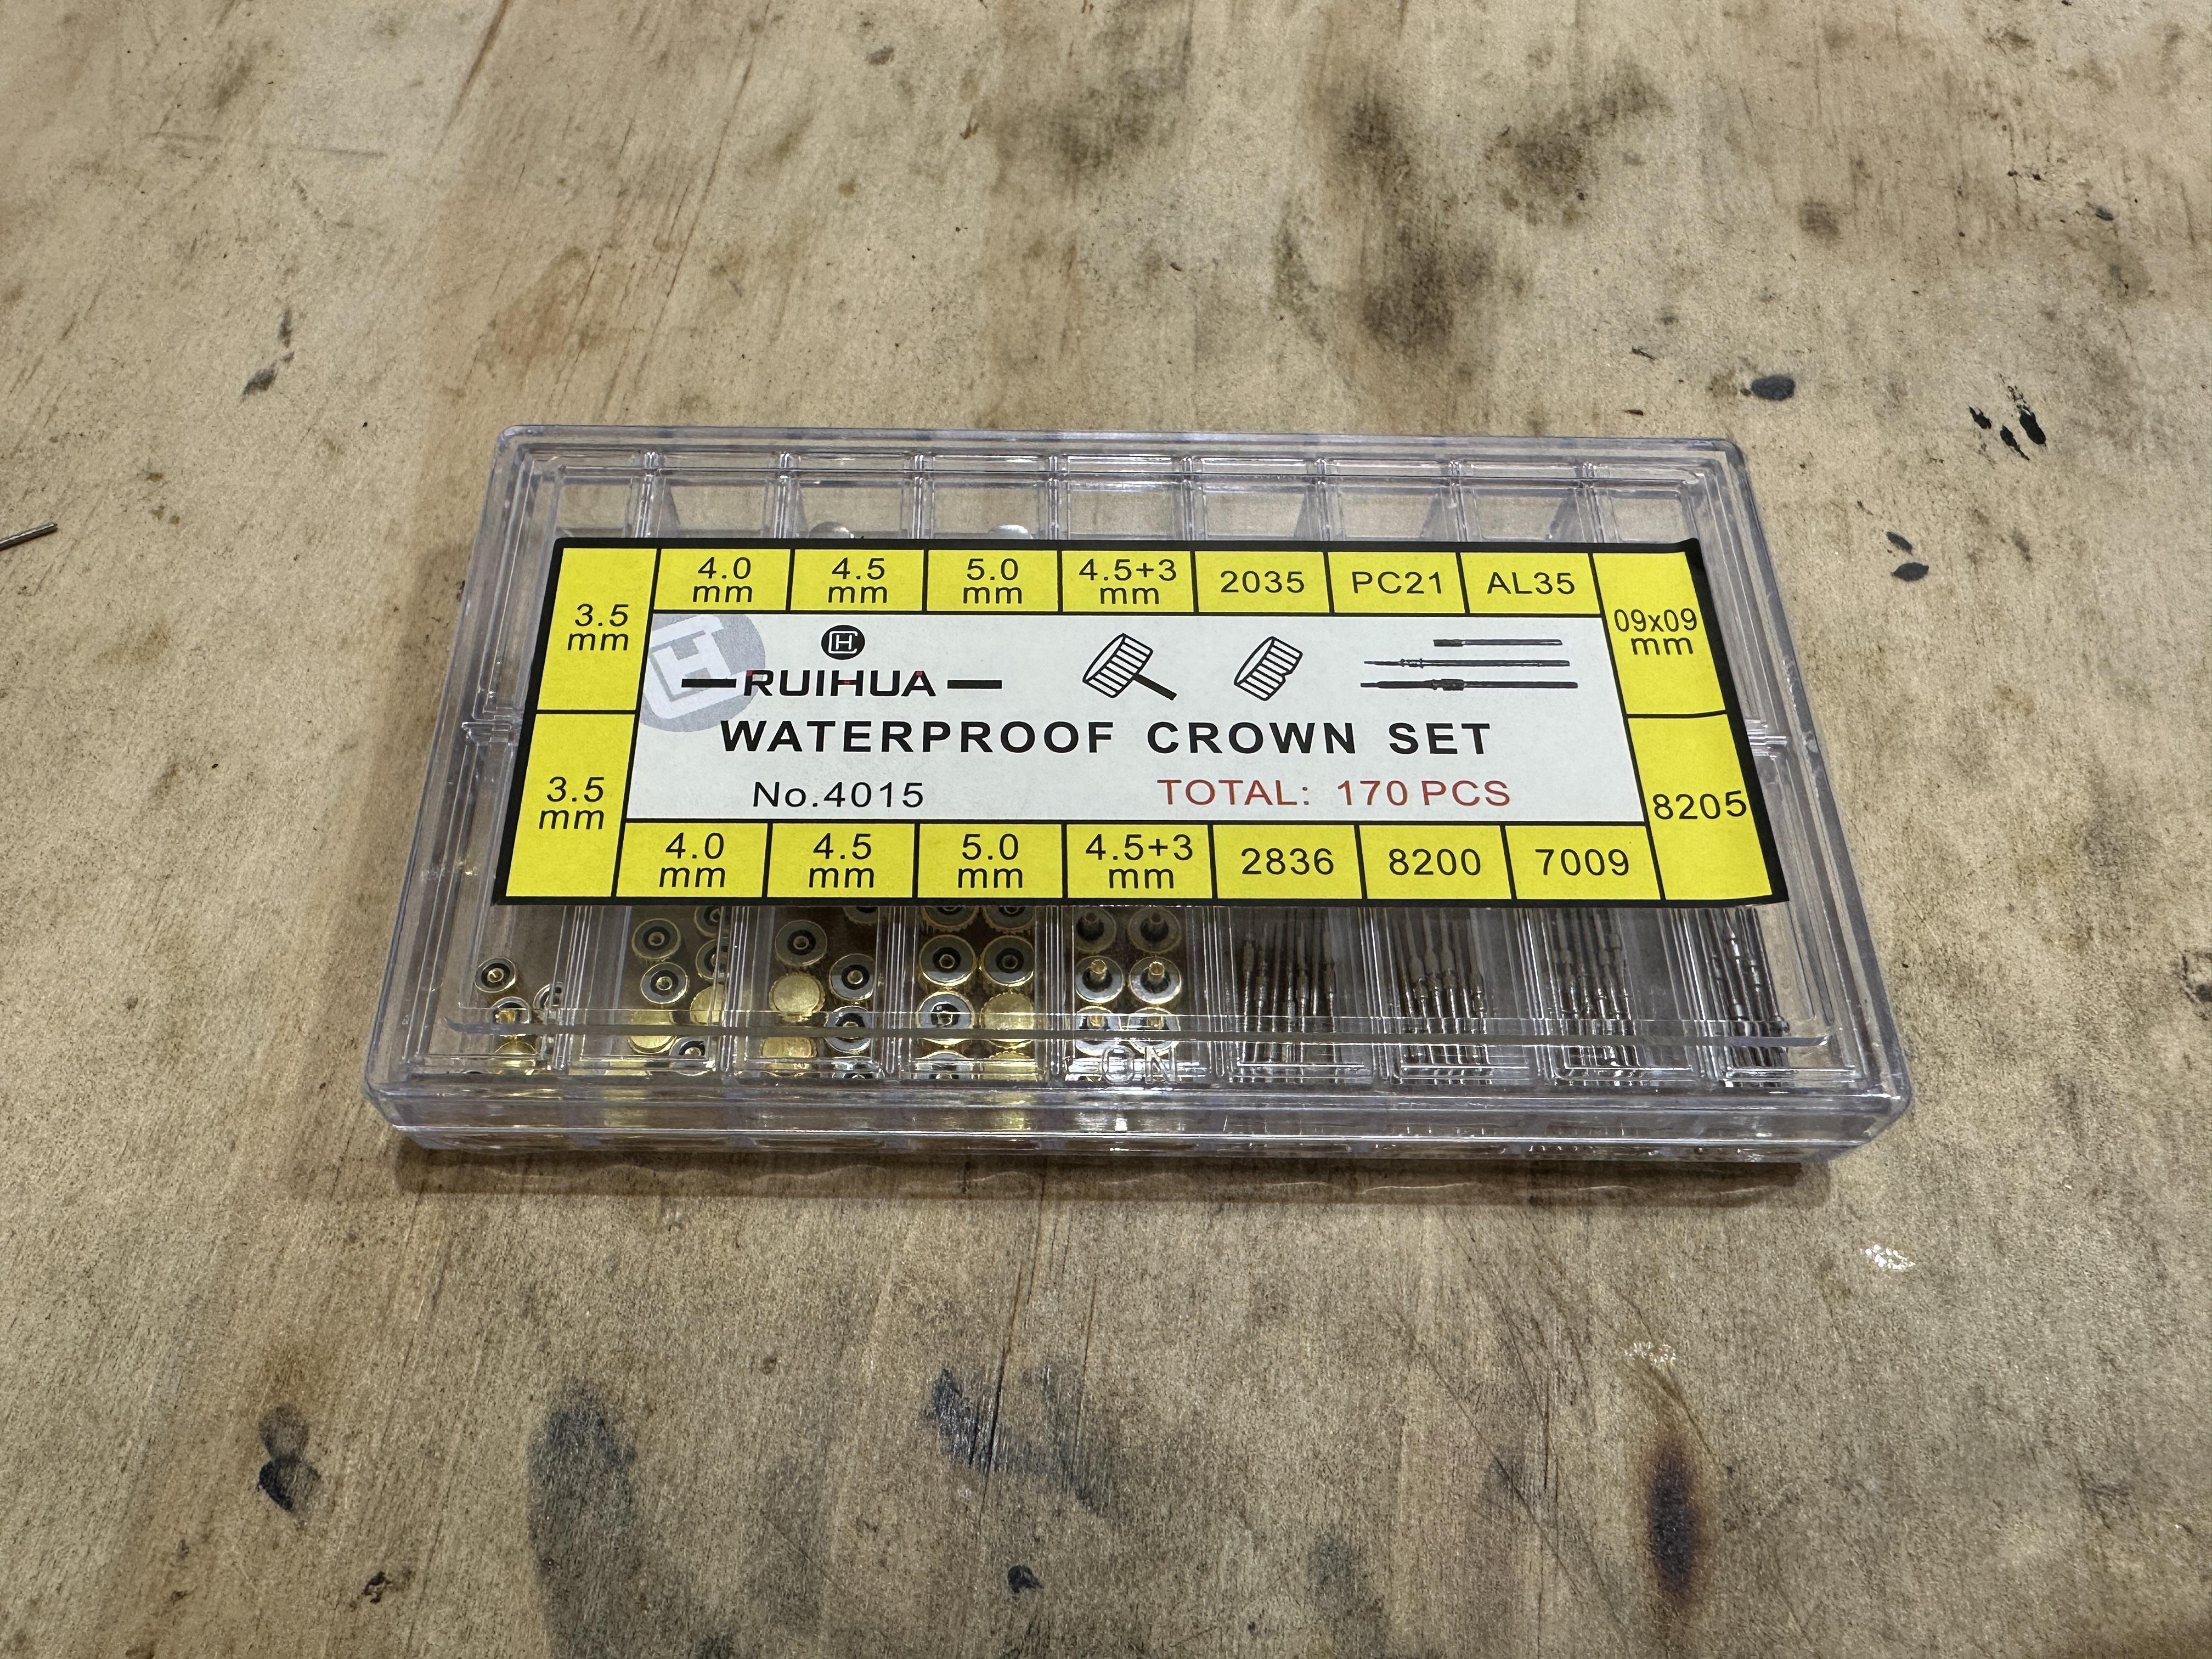 3.5
mm
4.0
mm
4.5
mm
5.0
mm
4.5+3
mm
2035
PC21
AL35
09x09
mm
RUIHUA
WATERPROOF CROWN SET
No.4015
TOTAL: 170 PCS
3.5
mm
4.0
mm
4.5
mm
5.0
mm
4.5+3
mm
2836
8200
7009
8205
ON